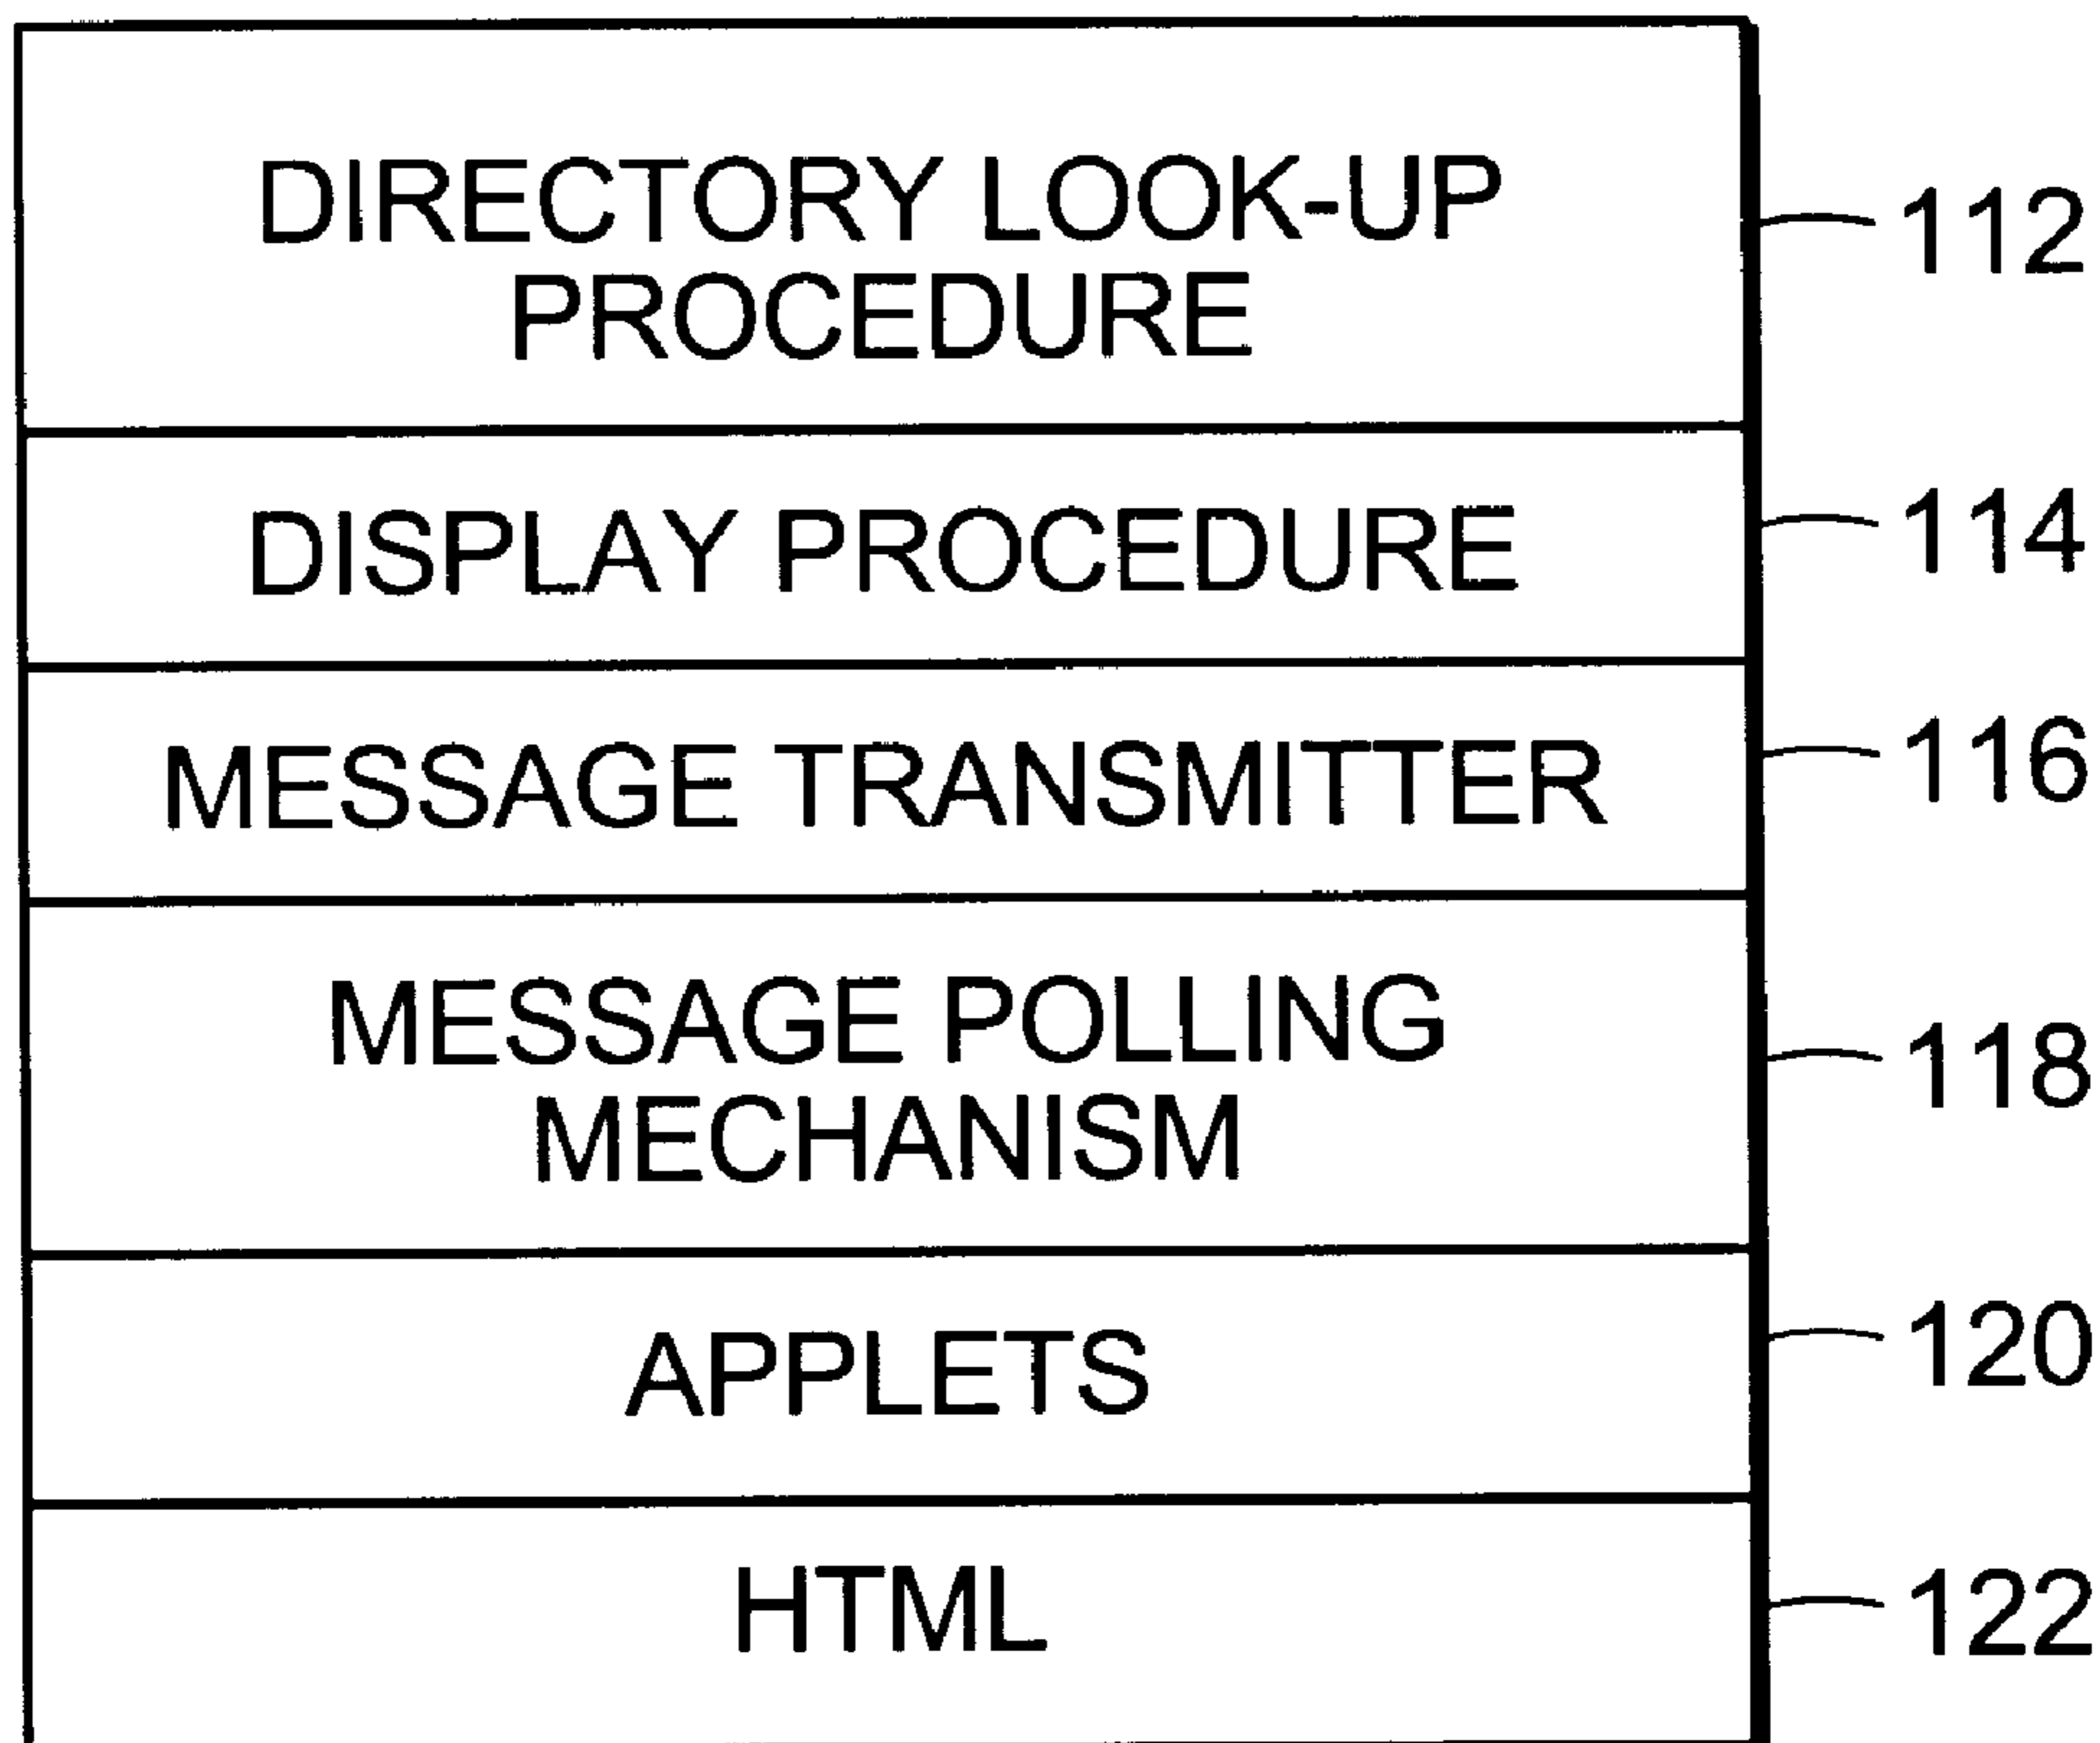 DIRECTORY LOOK-UP
PROCEDURE
112
DISPLAY PROCEDURE
114
MESSAGE TRANSMITTER
116
MESSAGE POLLING
MECHANISM
118
APPLETS
120
HTML
122